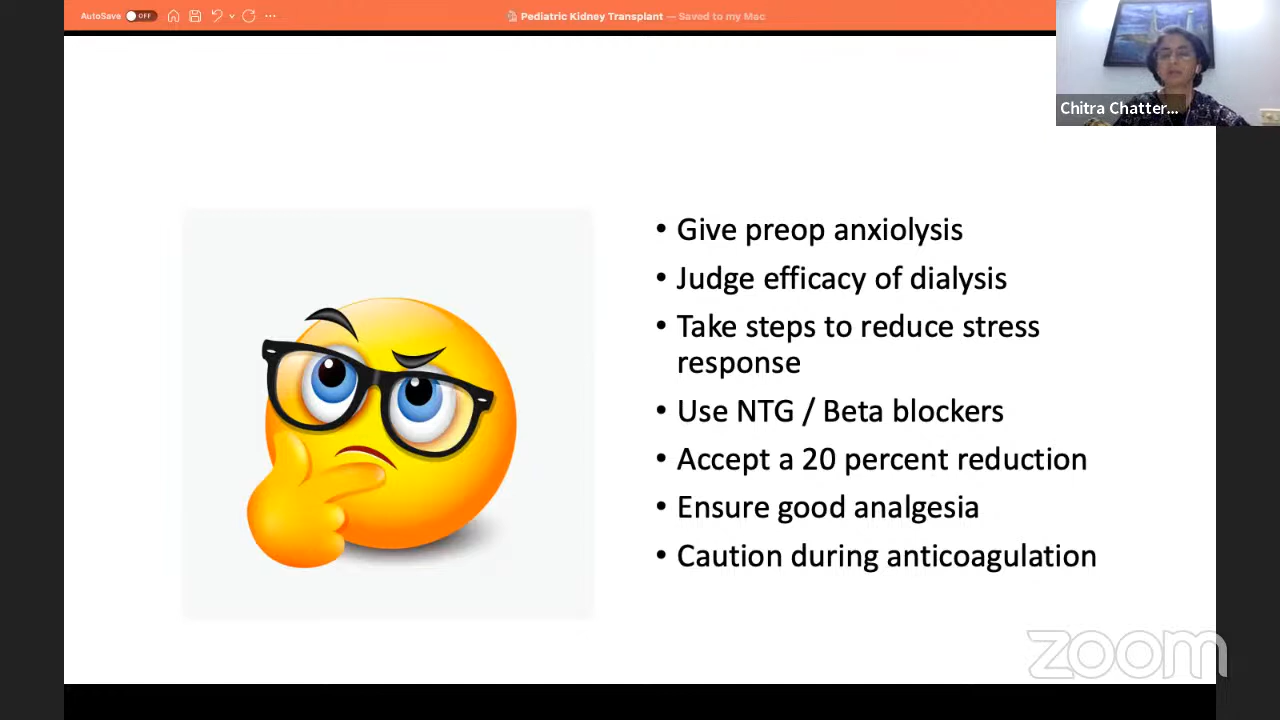 AutoSave OFF
Pediatric Kidney Transplant — Saved to my Mac
Chitra Chatter...
• Give preop anxiolysis
• Judge efficacy of dialysis
• Take steps to reduce stress
response
• Use NTG / Beta blockers
• Accept a 20 percent reduction
• Ensure good analgesia
• Caution during anticoagulation
zoom